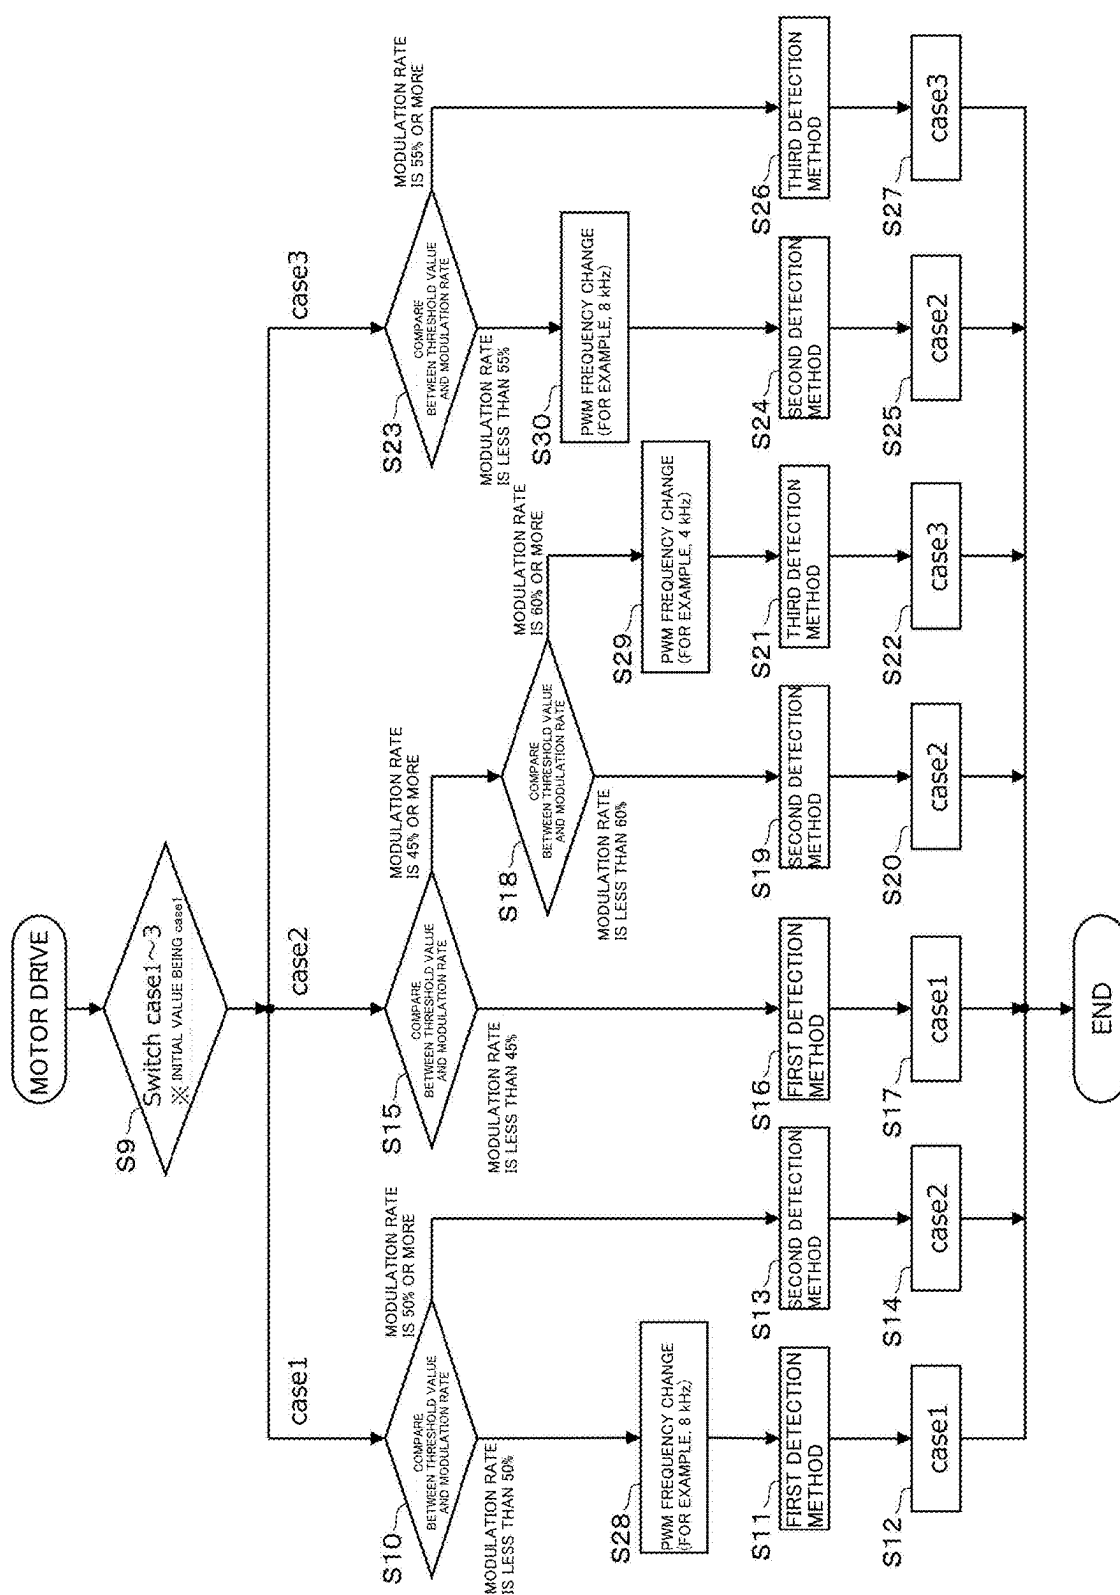 MOTOR DRIVE
S9
Switch case1~3
※ INITIAL VALUE BEING case1
case1
case2
case3
S10
COMPARE
BETWEEN THRESHOLD VALUE
AND MODULATION RATE
MODULATION RATE
IS 50% OR MORE
MODULATION RATE
IS LESS THAN 50%
S28
PWM FREQUENCY CHANGE
(FOR EXAMPLE, 8 kHz)
S11
FIRST DETECTION
METHOD
S12
case1
S13
SECOND DETECTION
METHOD
S14
case2
S15
COMPARE
BETWEEN THRESHOLD VALUE
AND MODULATION RATE
MODULATION RATE
IS 45% OR MORE
MODULATION RATE
IS LESS THAN 45%
S16
FIRST DETECTION
METHOD
S17
case1
S18
COMPARE
BETWEEN THRESHOLD VALUE
AND MODULATION RATE
MODULATION RATE
IS 60% OR MORE
MODULATION RATE
IS LESS THAN 60%
S19
SECOND DETECTION
METHOD
S20
case2
S29
PWM FREQUENCY CHANGE
(FOR EXAMPLE, 4 kHz)
S21
THIRD DETECTION
METHOD
S22
case3
S23
COMPARE
BETWEEN THRESHOLD VALUE
AND MODULATION RATE
MODULATION RATE
IS 55% OR MORE
MODULATION RATE
IS LESS THAN 55%
S30
PWM FREQUENCY CHANGE
(FOR EXAMPLE, 8 kHz)
S24
SECOND DETECTION
METHOD
S25
case2
S26
THIRD DETECTION
METHOD
S27
case3
END